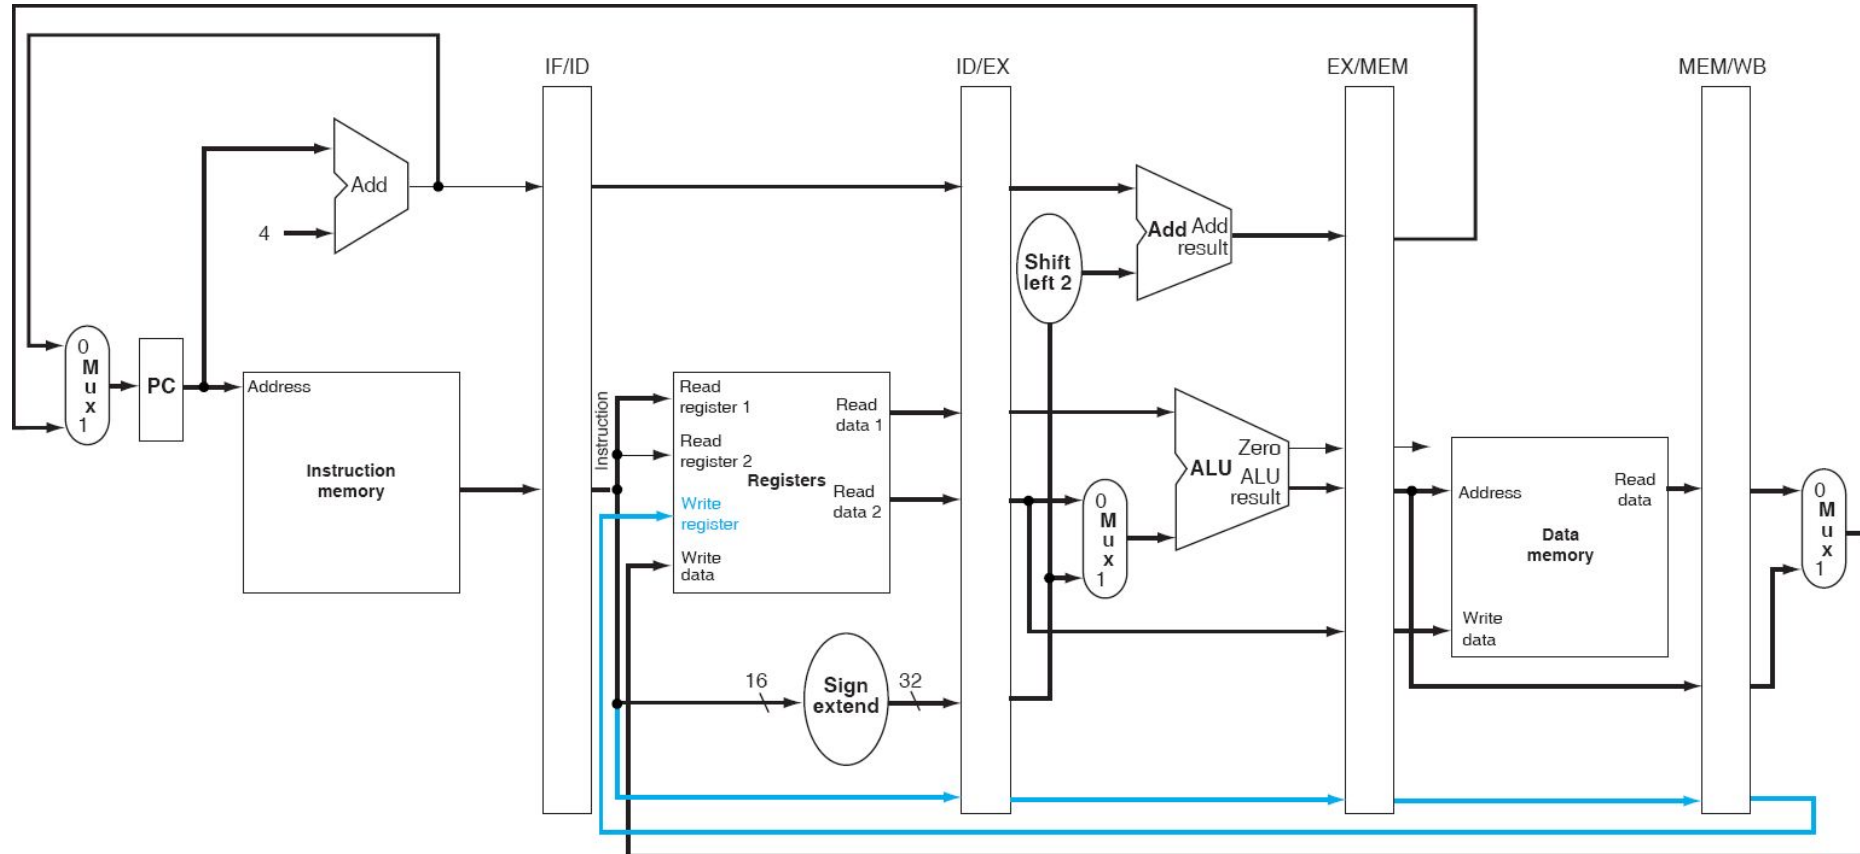 IF/ID
ID/EX
EX/MEM
MEM/WB
Add
4
0
M
u
x
1
PC
Address
Instruction
memory
Instruction
Read
register 1
Read
register 2
Write
register
Write
data
Registers
Read
data 1
Read
data 2
16
Sign
extend
32
Shift
left 2
Add Add
result
0
M
u
x
1
ALU
Zero
ALU
result
Address
Write
data
Data
memory
Read
data
0
M
u
x
1